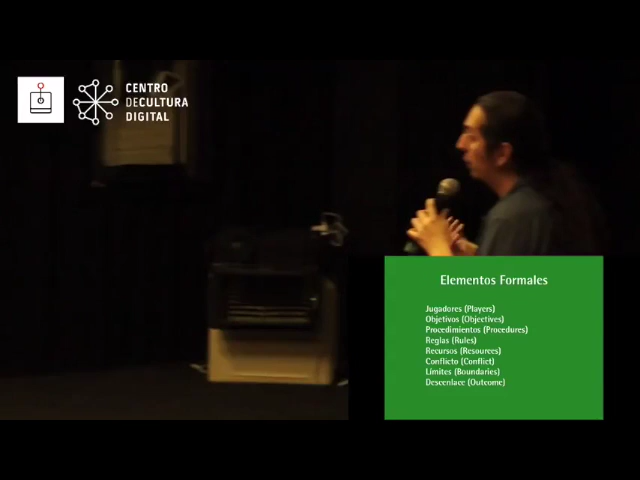 CENTRO
DECULTURA
DIGITAL
Elementos Formales
Jugadores (Players)
Objetivos (Objectives)
Procedimientos (Procedures)
Reglas (Rules)
Recursos (Resources)
Conflicto (Conflict)
Límites (Boundaries)
Desenlace (Outcome)